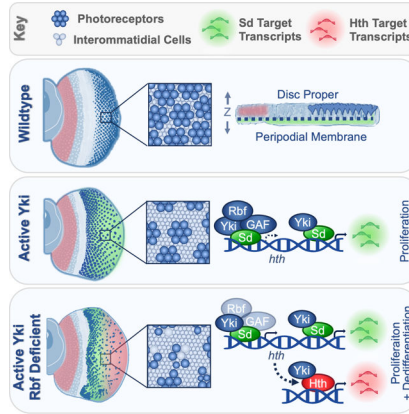 Key
Photoreceptors
Interommatidial Cells
Sd Target
Transcripts
Hth Target
Transcripts
Wildtype
Z
Disc Proper
Peripodial Membrane
Active Yki
Rbf
Yki
GAF
Sd
hth
Yki
Sd
Proliferation
Active Yki
Rbf Deficient
Rbf
Yki
GAF
Sd
hth
Yki
Sd
Yki
Hth
Proliferaiton
+ Dedifferentiation